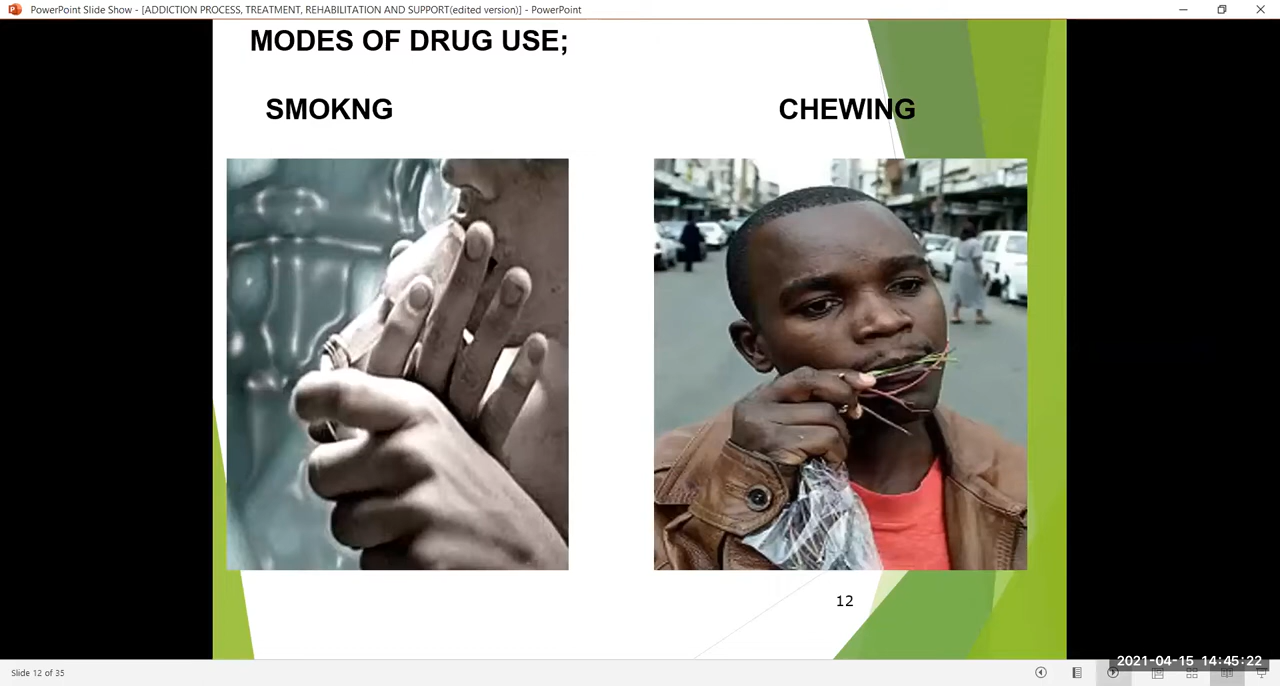 PowerPoint Slide Show - [ADDICTION PROCESS, TREATMENT, REHABILITATION AND SUPPORT(edited version)] - PowerPoint
MODES OF DRUG USE;
SMOKNG
CHEWING
12
2021-04-15 14:45:22
Slide 12 of 35